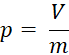 p = V/m